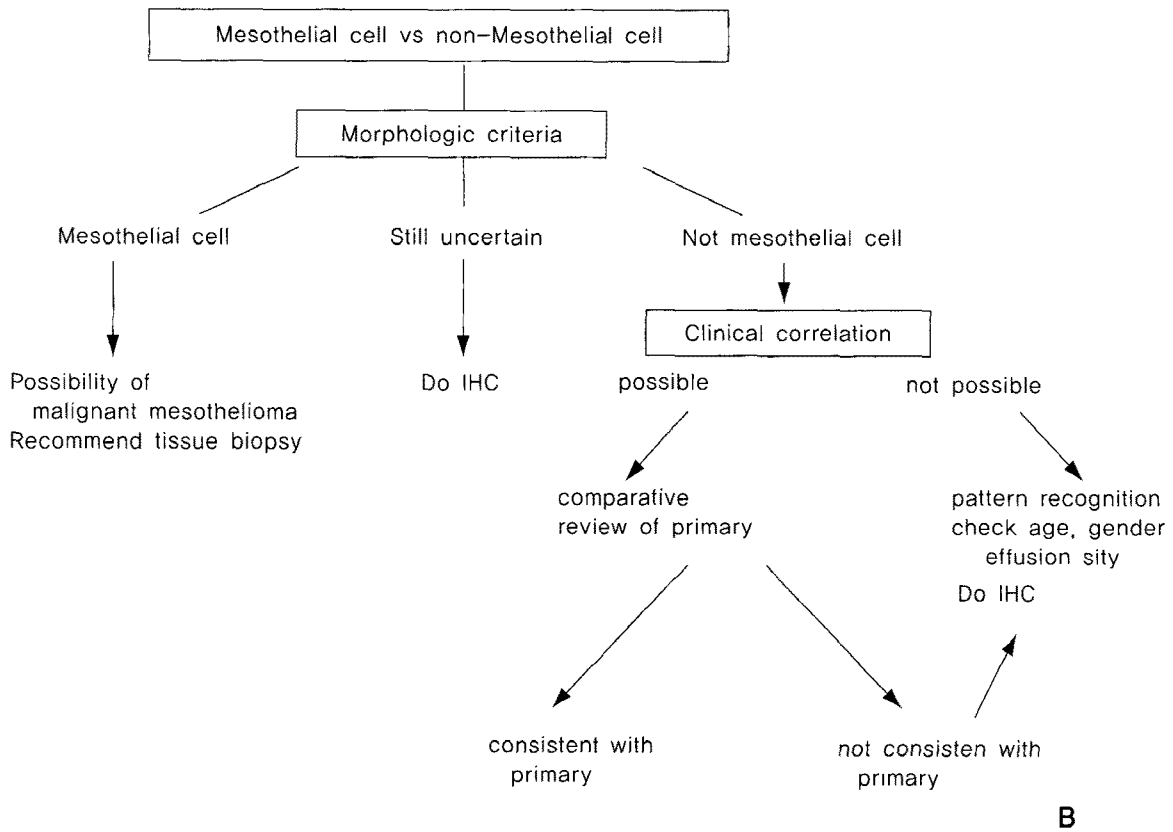 Mesothelial cell vs non-Mesothelial cell
Morphologic criteria
Mesothelial cell
Still uncertain
Not mesothelial cell
Clinical correlation
Possibility of
malignant mesothelioma
Recommend tissue biopsy
Do IHC
possible
not possible
comparative
review of primary
pattern recognition
check age, gender
effusion sity
Do IHC
consistent with
primary
not consisten with
primary
B